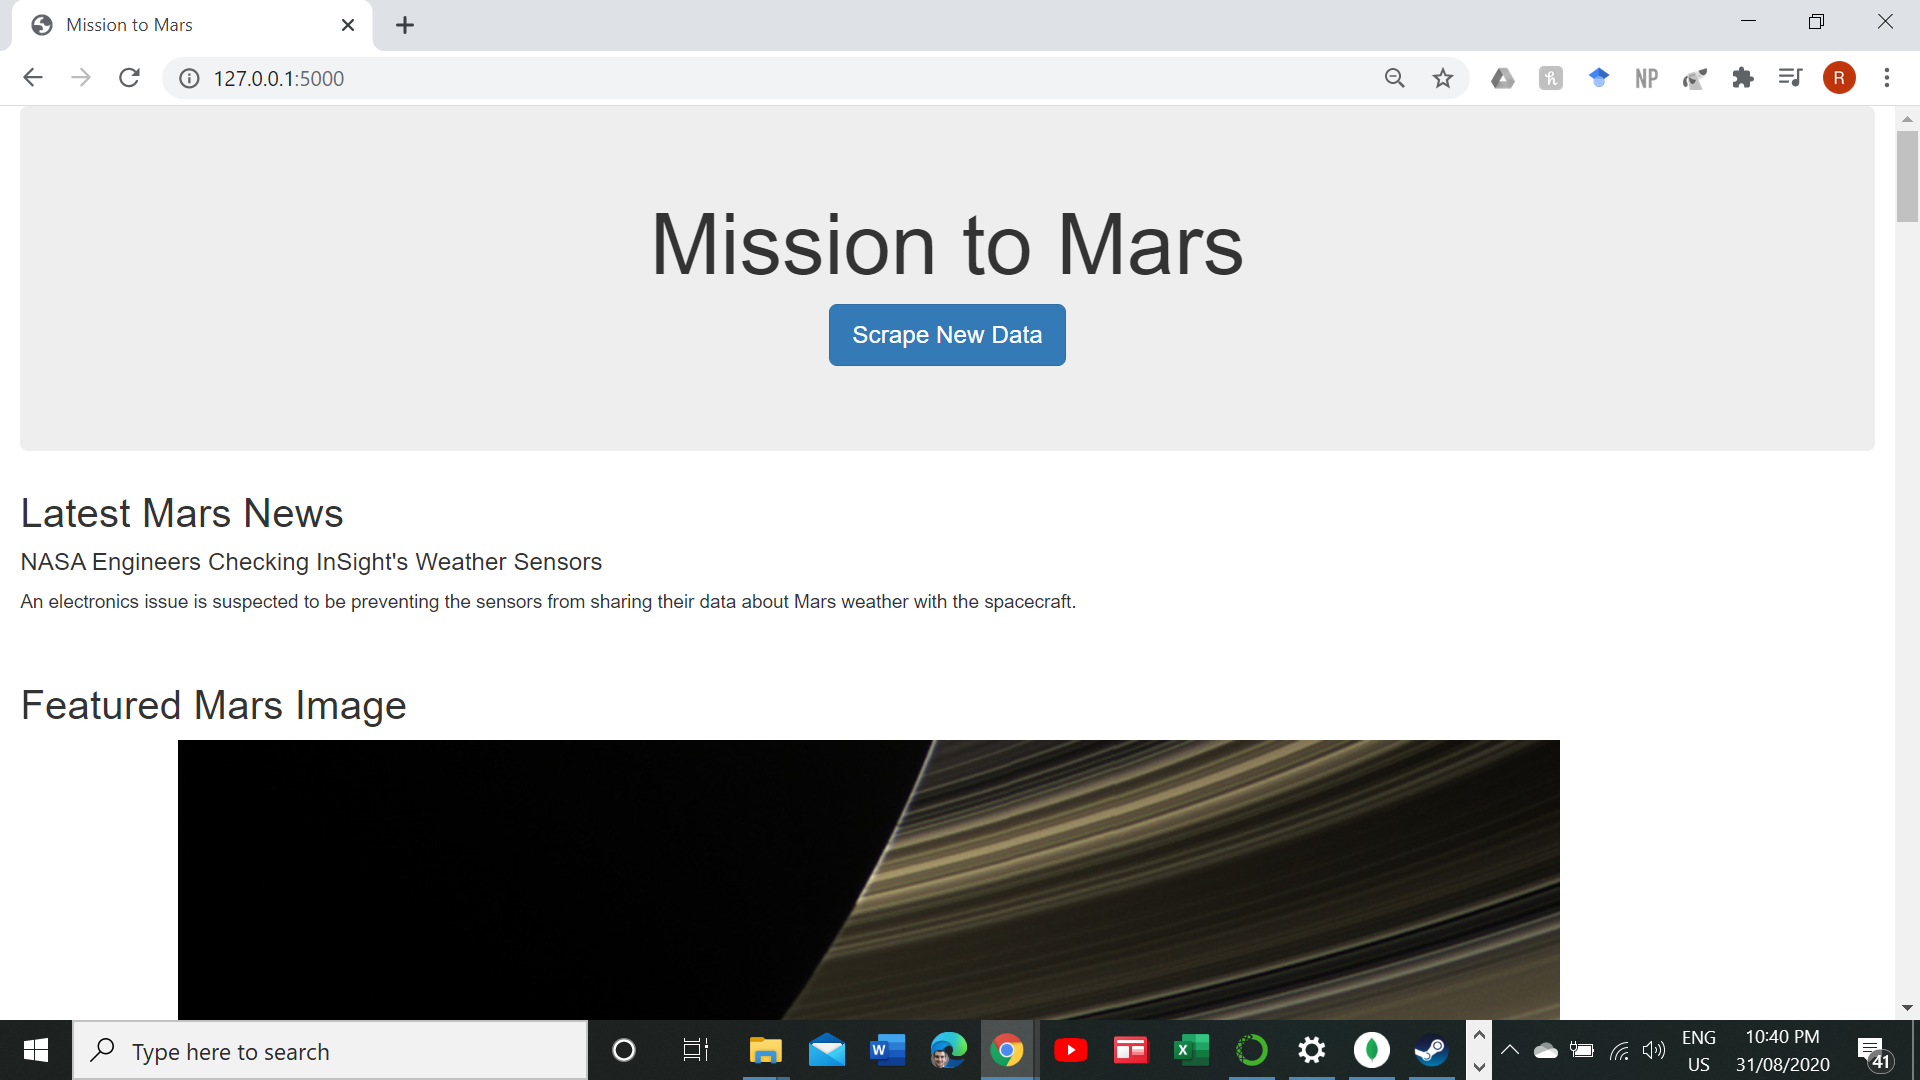 Mission to Mars
127.0.0.1:5000
NP
R
Mission to Mars
Scrape New Data
Latest Mars News
NASA Engineers Checking InSight's Weather Sensors
An electronics issue is suspected to be preventing the sensors from sharing their data about Mars weather with the spacecraft.
Featured Mars Image
Type here to search
ENG
US
10:40 PM
31/08/2020
41